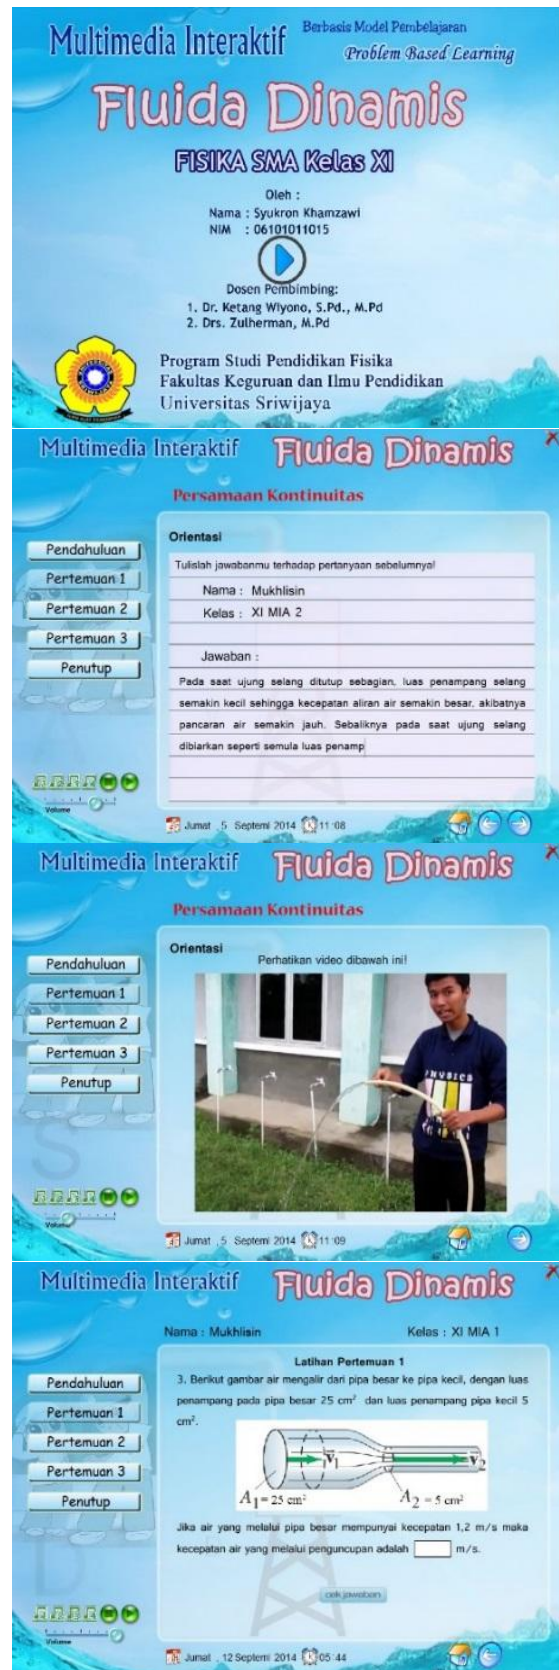 Multimedia Interaktif
Berbasis Model Pembelajaran
Problem Based Learning
Fluida Dinamis
FISIKA SMA Kelas XI
Oleh :
Nama : Syukron Khamzawi
NIM : 06101011015
Dosen Pembimbing:
1. Dr. Ketang Wiyono, S.Pd., M.Pd
2. Drs. Zulherman, M.Pd
Program Studi Pendidikan Fisika
Fakultas Keguruan dan Ilmu Pendidikan
Universitas Sriwijaya
Multimedia Interaktif Fluida Dinamis
Persamaan Kontinuitas
Pendahuluan
Pertemuan 1
Pertemuan 2
Pertemuan 3
Penutup
Volume
Orientasi
Tulislah jawabanmu terhadap pertanyaan sebelumnya!
Nama : Mukhlisin
Kelas : XI MIA 2
Jawaban :
Pada saat ujung selang ditutup sebagian, luas penampang selang
semakin kecil sehingga kecepatan aliran air semakin besar, akibatnya
pancaran air semakin jauh. Sebaliknya pada saat ujung selang
dibiarkan seperti semula luas penamp
Jumat , 5 Septemi 2014 11 :08
Multimedia Interaktif Fluida Dinamis
Persamaan Kontinuitas
Pendahuluan
Pertemuan 1
Pertemuan 2
Pertemuan 3
Penutup
Volume
Orientasi
Perhatikan video dibawah ini!
PHYSICS
Jumat , 5 Septemi 2014 11 :09
Multimedia Interaktif Fluida Dinamis
Nama : Mukhlisin Kelas : XI MIA 1
Pendahuluan
Pertemuan 1
Pertemuan 2
Pertemuan 3
Penutup
Volume
Latihan Pertemuan 1
3. Berikut gambar air mengalir dari pipa besar ke pipa kecil, dengan luas
penampang pada pipa besar 25 cm² dan luas penampang pipa kecil 5
cm².
v₁ v₂
A₁ = 25 cm² A₂ = 5 cm²
Jika air yang melalui pipa besar mempunyai kecepatan 1,2 m/s maka
kecepatan air yang melalui penguncupan adalah m/s.
cek jawaban
Jumat , 12 Septemi 2014 05 :44